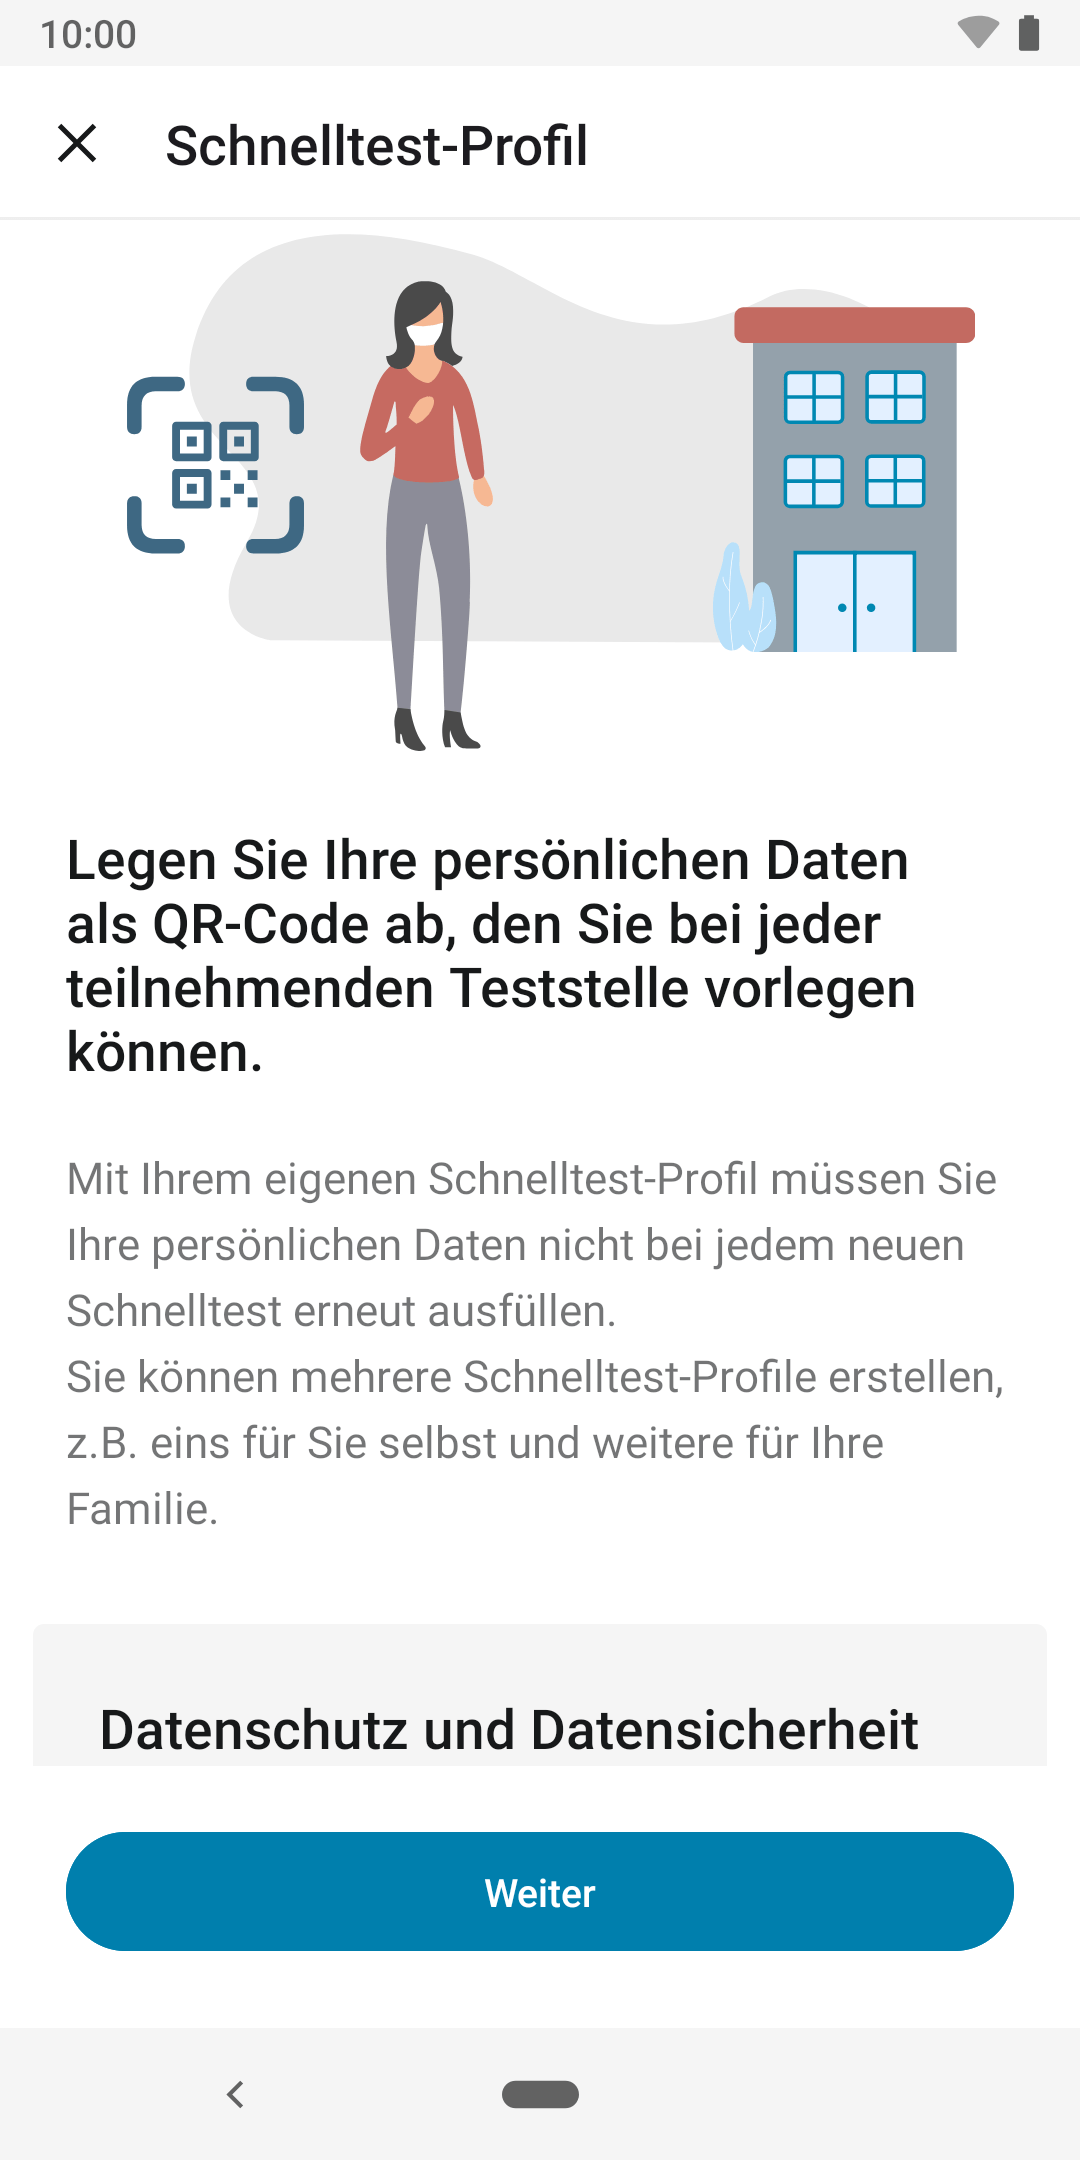 10:00
Schnelltest-Profil
Legen Sie Ihre persönlichen Daten
als QR-Code ab, den Sie bei jeder
teilnehmenden Teststelle vorlegen
können.
Mit Ihrem eigenen Schnelltest-Profil müssen Sie
Ihre persönlichen Daten nicht bei jedem neuen
Schnelltest erneut ausfüllen.
Sie können mehrere Schnelltest-Profile erstellen,
z.B. eins für Sie selbst und weitere für Ihre
Familie.
Datenschutz und Datensicherheit
Weiter